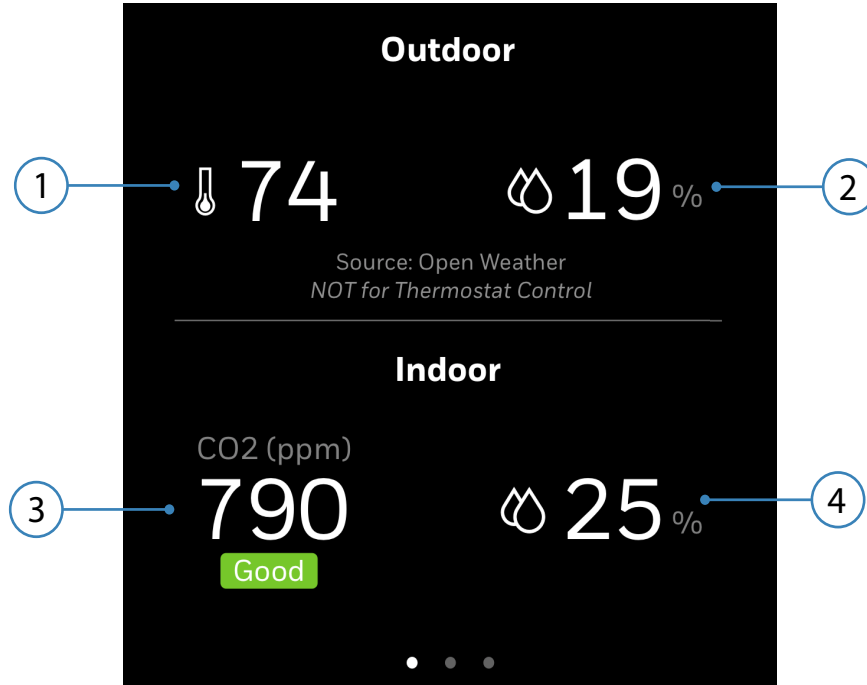 Outdoor
1 74 19 % 2
Source: Open Weather
NOT for Thermostat Control
Indoor
CO2 (ppm)
3 790 25 % 4
Good